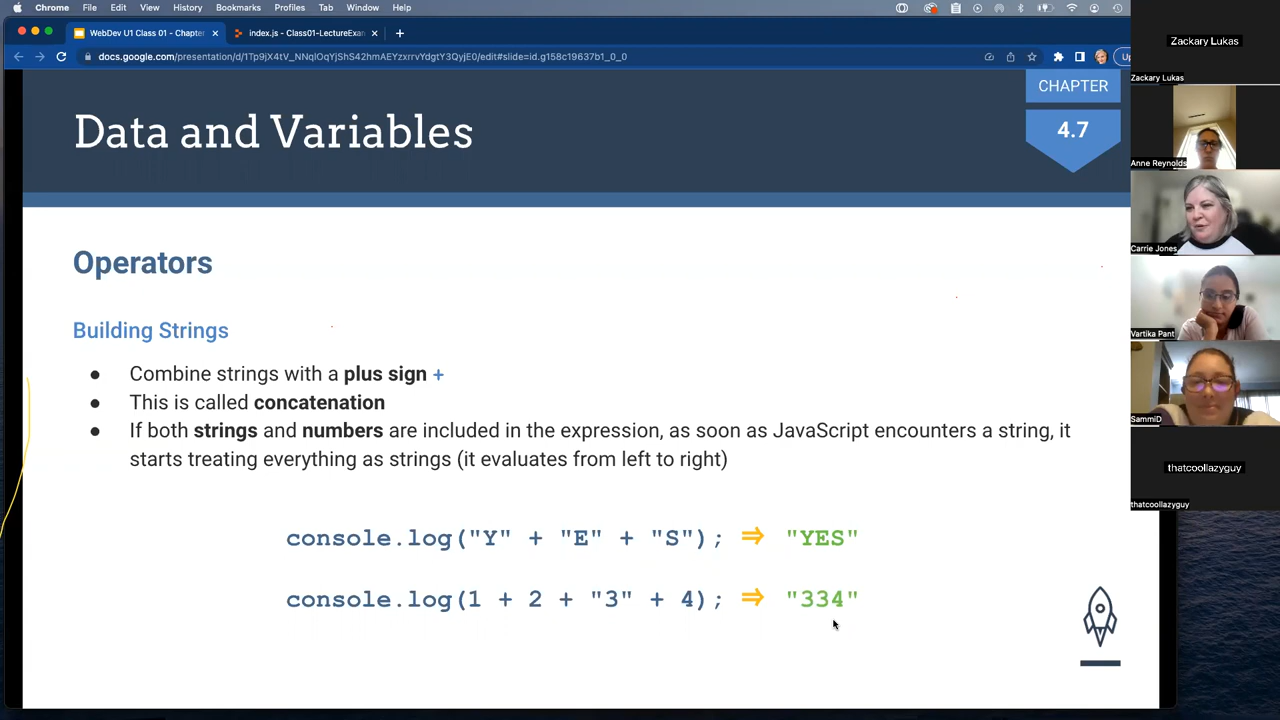 Chrome File Edit View History Bookmarks Profiles Tab Window Help
WebDev U1 Class 01 - Chapter
index.js - Class01-LectureExam
docs.google.com/presentation/d/1Tp9jX4tV_NNqIOqYjShS42hmAEYzxrrvYdgtY3QyjE0/edit#slide=id.g158c19637b1_0_0
Data and Variables
CHAPTER
4.7
Operators
Building Strings
● Combine strings with a plus sign +
● This is called concatenation
● If both strings and numbers are included in the expression, as soon as JavaScript encounters a string, it
starts treating everything as strings (it evaluates from left to right)
console.log("Y" + "E" + "S"); ⇒ "YES"
console.log(1 + 2 + "3" + 4); ⇒ "334"
Zackary Lukas
Zackary Lukas
Anne Reynolds
Carrie Jones
Vartika Pant
SammiD
thatcoollazyguy
thatcoollazyguy